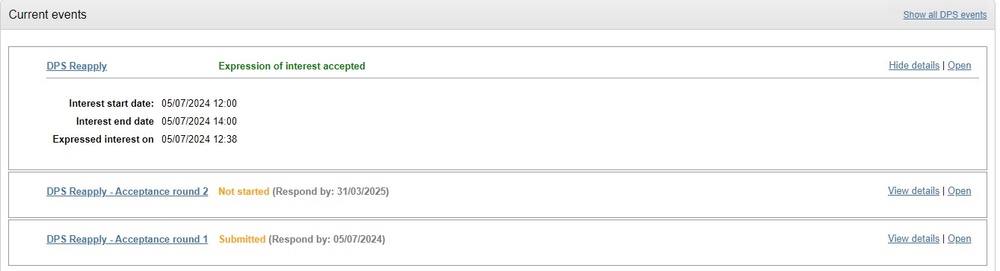 Current events Show all DPS events
DPS Reapply Expression of interest accepted Hide details | Open
Interest start date: 05/07/2024 12:00
Interest end date 05/07/2024 14:00
Expressed interest on 05/07/2024 12:38
DPS Reapply - Acceptance round 2 Not started (Respond by: 31/03/2025) View details | Open
DPS Reapply - Acceptance round 1 Submitted (Respond by: 05/07/2024) View details | Open